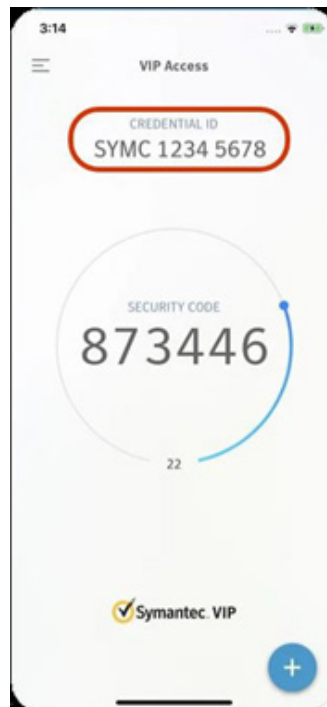 3:14
VIP Access
CREDENTIAL ID
SYMC 1234 5678
SECURITY CODE
873446
22
Symantec. VIP